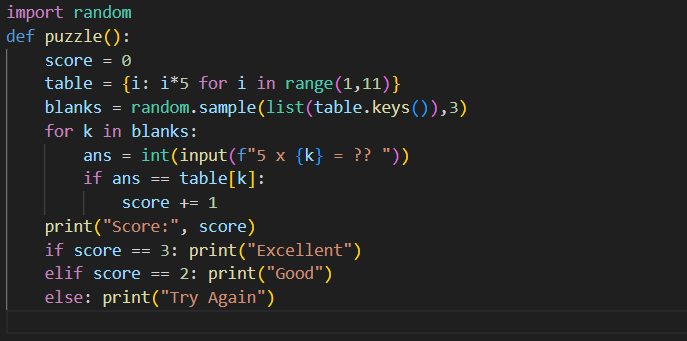 import random
def puzzle():
    score = 0
    table = {i: i*5 for i in range(1,11)}
    blanks = random.sample(list(table.keys()),3)
    for k in blanks:
        ans = int(input(f"5 x {k} = ?? "))
        if ans == table[k]:
            score += 1
    print("Score:", score)
    if score == 3: print("Excellent")
    elif score == 2: print("Good")
    else: print("Try Again")